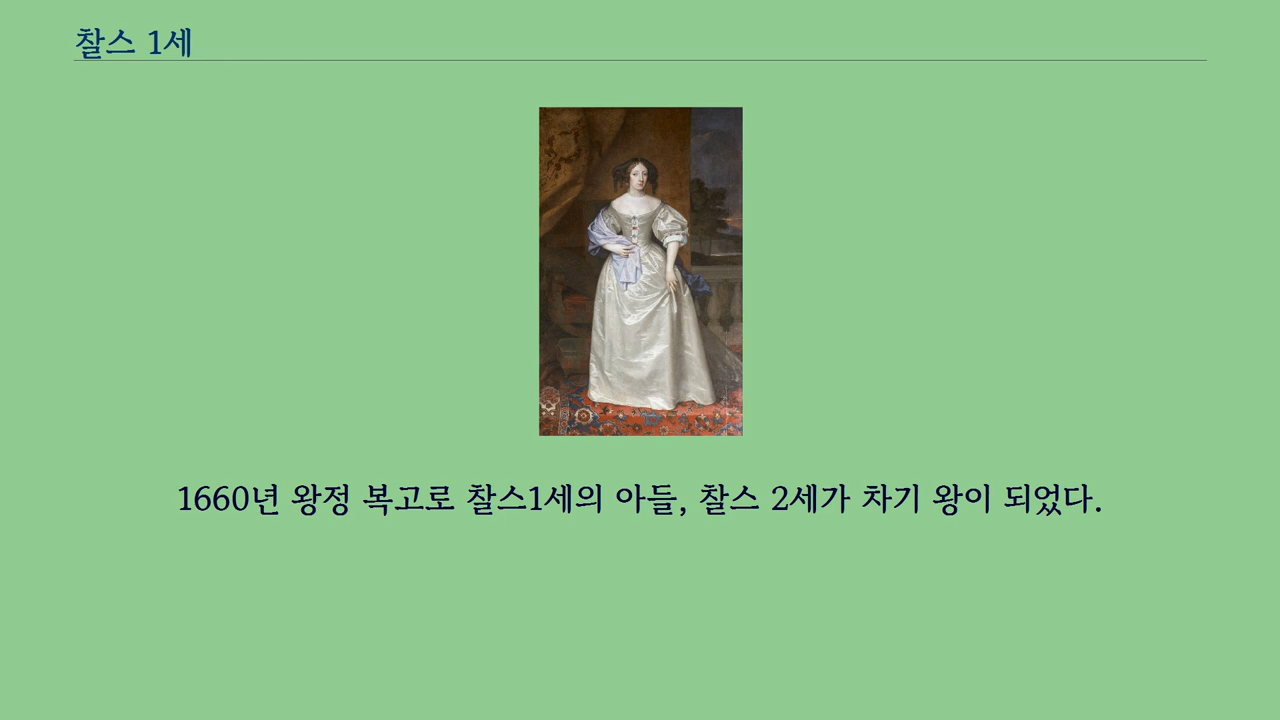 찰스 1세
1660년 왕정 복고로 찰스1세의 아들, 찰스 2세가 차기 왕이 되었다.